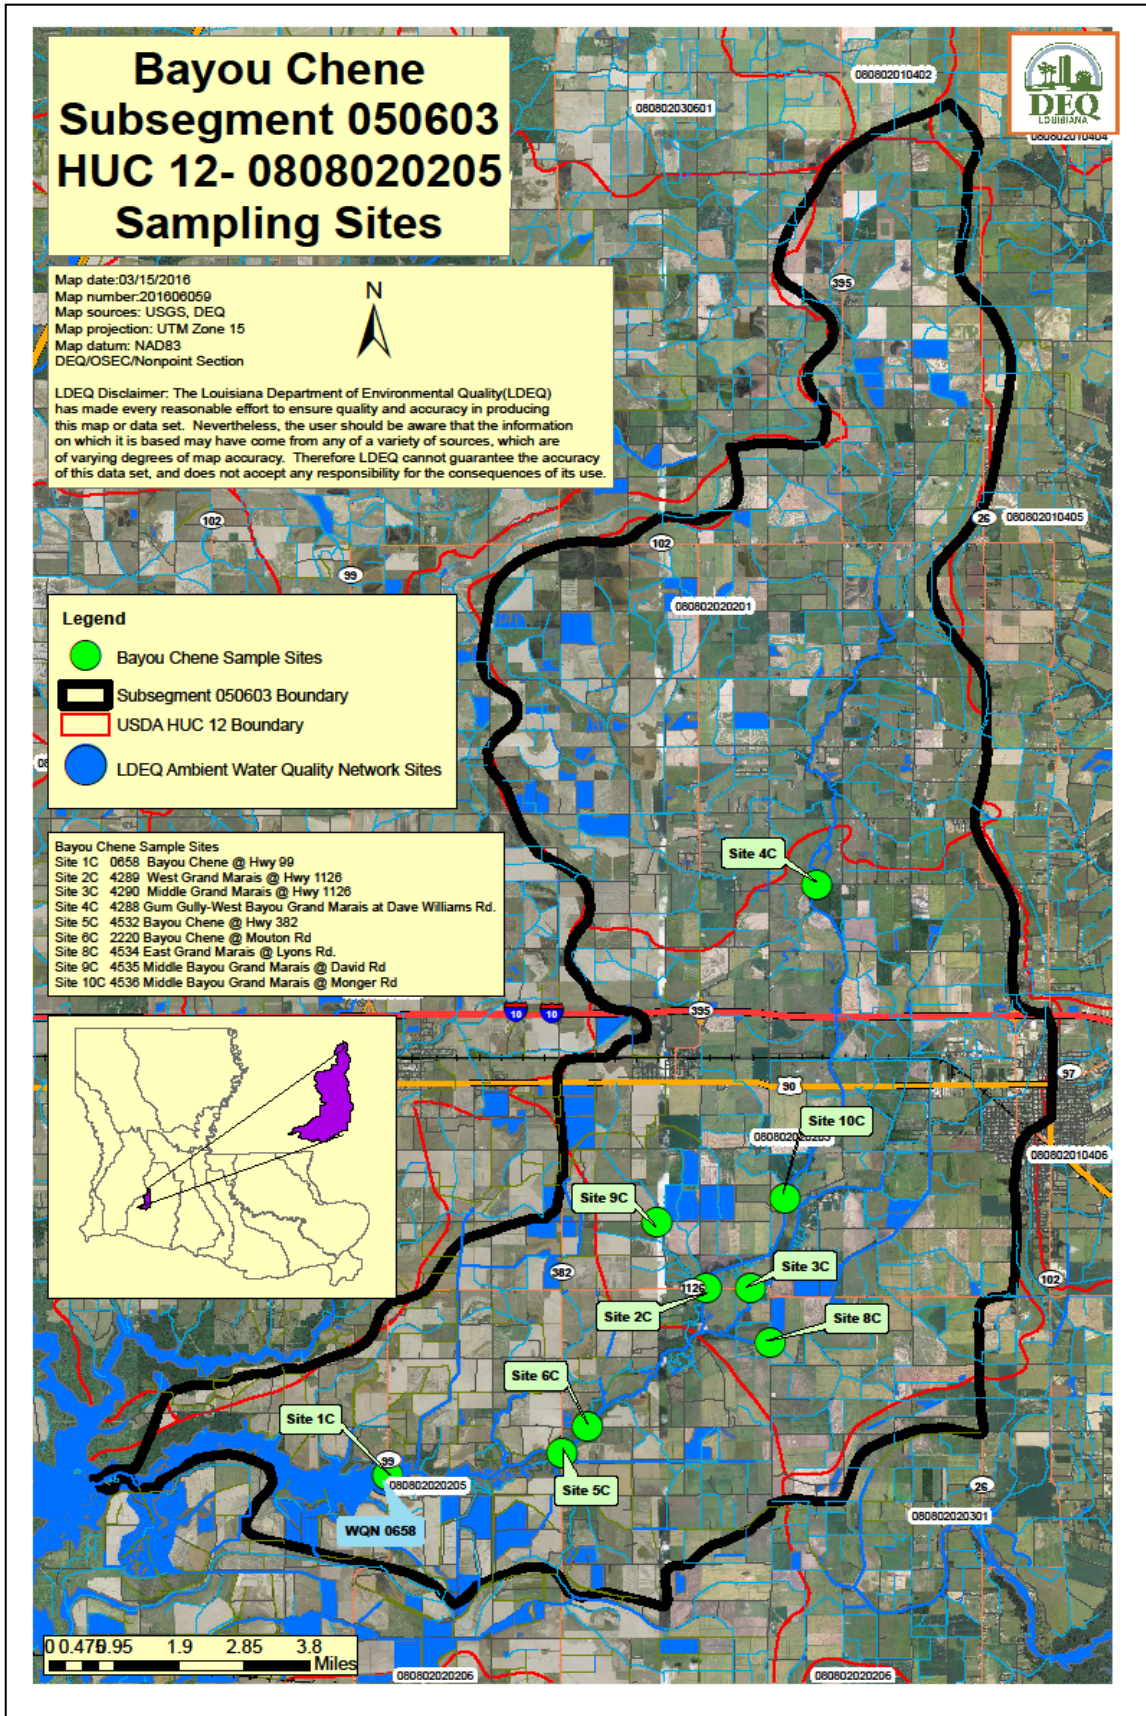 Bayou Chene
Subsegment 050603
HUC 12- 0808020205
Sampling Sites
DEQ
LOUISIANA
080802010402
080802030601
080802010404
Map date:03/15/2016
Map number:201606059
Map sources: USGS, DEQ
Map projection: UTM Zone 15
Map datum: NAD83
DEQ/OSEC/Nonpoint Section
N
LDEQ Disclaimer: The Louisiana Department of Environmental Quality(LDEQ)
has made every reasonable effort to ensure quality and accuracy in producing
this map or data set. Nevertheless, the user should be aware that the information
on which it is based may have come from any of a variety of sources, which are
of varying degrees of map accuracy. Therefore LDEQ cannot guarantee the accuracy
of this data set, and does not accept any responsibility for the consequences of its use.
395
102
26
080802010405
102
99
080802020201
Legend
Bayou Chene Sample Sites
Subsegment 050603 Boundary
USDA HUC 12 Boundary
LDEQ Ambient Water Quality Network Sites
08
Bayou Chene Sample Sites
Site 1C 0658 Bayou Chene @ Hwy 99
Site 2C 4289 West Grand Marais @ Hwy 1126
Site 3C 4290 Middle Grand Marais @ Hwy 1126
Site 4C 4288 Gum Gully-West Bayou Grand Marais at Dave Williams Rd.
Site 5C 4532 Bayou Chene @ Hwy 382
Site 6C 2220 Bayou Chene @ Mouton Rd
Site 8C 4534 East Grand Marais @ Lyons Rd.
Site 9C 4535 Middle Bayou Grand Marais @ David Rd
Site 10C 4536 Middle Bayou Grand Marais @ Monger Rd
Site 4C
10
10
395
97
90
Site 10C
080802020203
080802010406
Site 9C
382
1126
Site 3C
102
Site 2C
Site 8C
Site 6C
Site 1C
99
080802020205
Site 5C
26
WQN 0658
080802020301
0 0.475 0.95 1.9 2.85 3.8
Miles
080802020206
080802020206